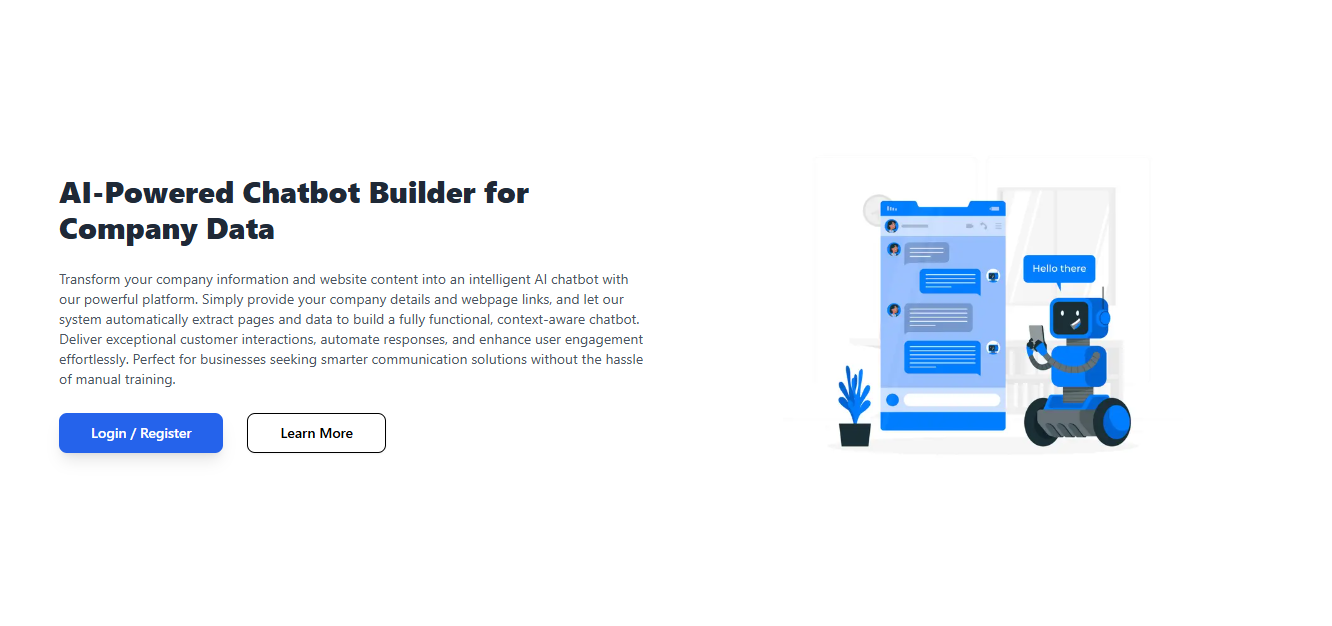 AI-Powered Chatbot Builder for
Company Data
Transform your company information and website content into an intelligent AI chatbot with
our powerful platform. Simply provide your company details and webpage links, and let our
system automatically extract pages and data to build a fully functional, context-aware chatbot.
Deliver exceptional customer interactions, automate responses, and enhance user engagement
effortlessly. Perfect for businesses seeking smarter communication solutions without the hassle
of manual training.
Login / Register
Learn More
Hello there